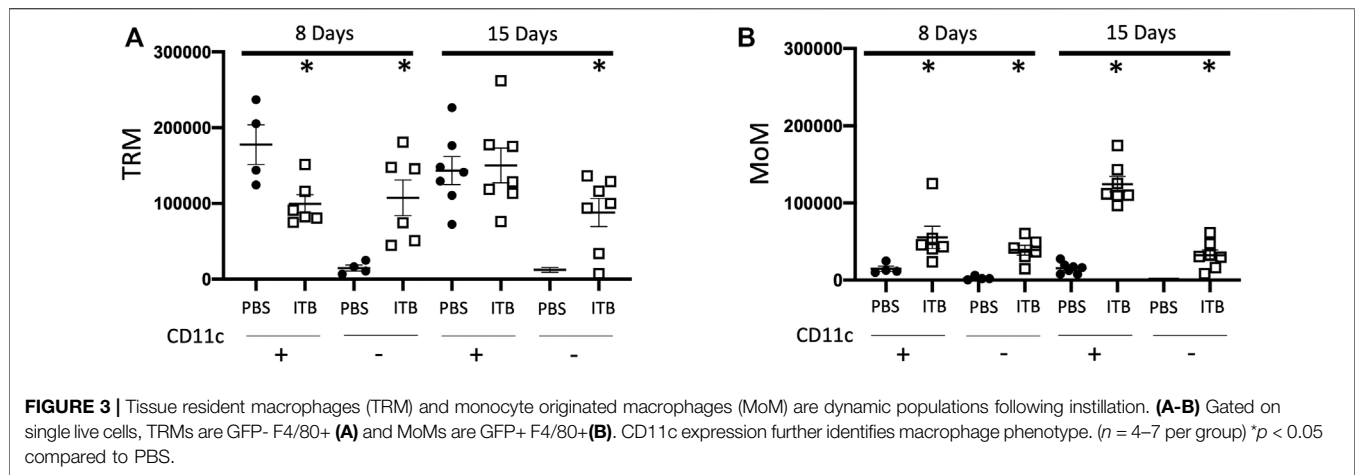 A
8 Days 15 Days
* * *
300000
200000
100000
0
TRM
PBS ITB PBS ITB PBS ITB PBS ITB
CD11c
+ - + -
B
8 Days 15 Days
* * * *
300000
200000
100000
0
MoM
PBS ITB PBS ITB PBS ITB PBS ITB
CD11c
+ - + -
FIGURE 3 | Tissue resident macrophages (TRM) and monocyte originated macrophages (MoM) are dynamic populations following instillation. (A-B) Gated on
single live cells, TRMs are GFP- F4/80+ (A) and MoMs are GFP+ F4/80+(B). CD11c expression further identifies macrophage phenotype. (n = 4–7 per group) *p < 0.05
compared to PBS.